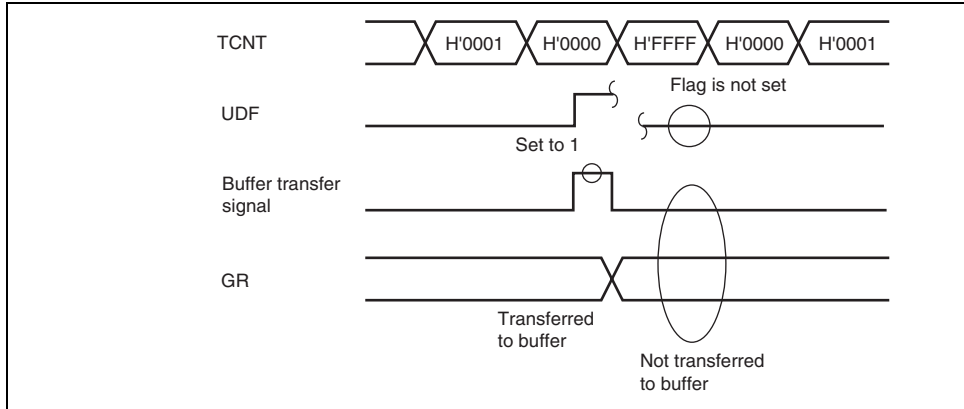 TCNT H'0001 H'0000 H'FFFF H'0000 H'0001
Flag is not set
UDF
Set to 1
Buffer transfer
signal
GR
Transferred
to buffer
Not transferred
to buffer